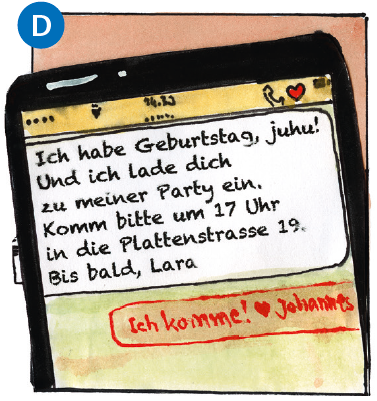 D
Ich habe Geburtstag, juhu!
Und ich lade dich
zu meiner Party ein.
Komm bitte um 17 Uhr
in die Plattenstrasse 19.
Bis bald, Lara
Ich komme! ♥ Johannes